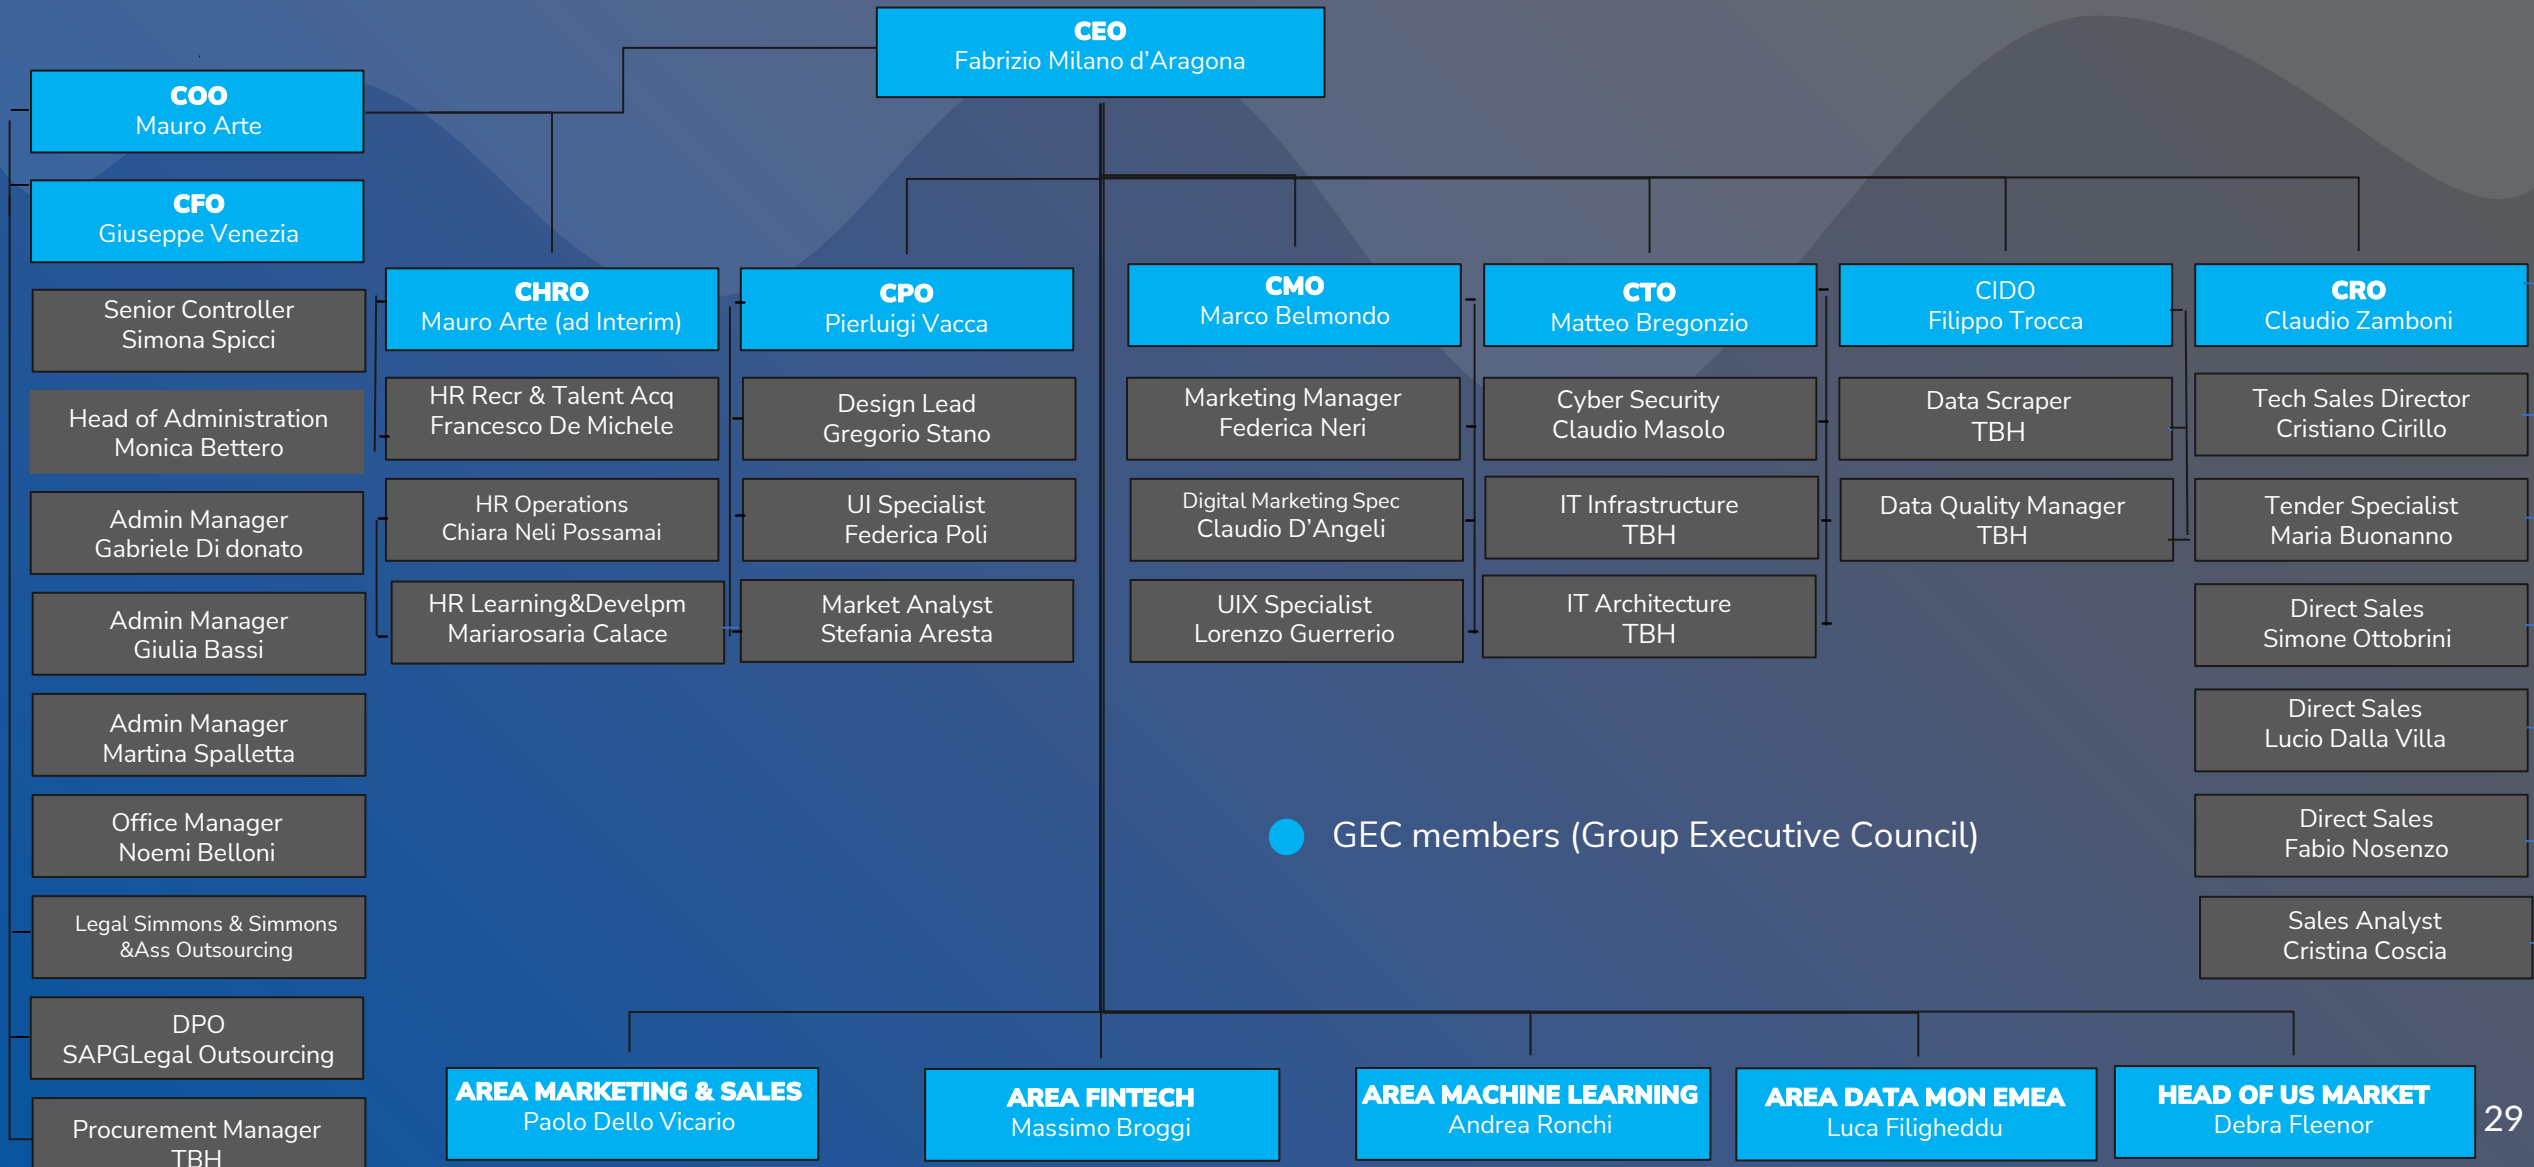 CEO
Fabrizio Milano d'Aragona
COO
Mauro Arte
CFO
Giuseppe Venezia
Senior Controller
Simona Spicci
Head of Administration
Monica Bettero
Admin Manager
Gabriele Di donato
Admin Manager
Giulia Bassi
Admin Manager
Martina Spalletta
Office Manager
Noemi Belloni
Legal Simmons & Simmons
&Ass Outsourcing
DPO
SAPGLegal Outsourcing
Procurement Manager
TBH
CHRO
Mauro Arte (ad Interim)
HR Recr & Talent Acq
Francesco De Michele
HR Operations
Chiara Neli Possamai
HR Learning&Develpm
Mariarosaria Calace
CPO
Pierluigi Vacca
Design Lead
Gregorio Stano
UI Specialist
Federica Poli
Market Analyst
Stefania Aresta
CMO
Marco Belmondo
Marketing Manager
Federica Neri
Digital Marketing Spec
Claudio D'Angeli
UIX Specialist
Lorenzo Guerrerio
CTO
Matteo Bregonzio
Cyber Security
Claudio Masolo
IT Infrastructure
TBH
IT Architecture
TBH
CIDO
Filippo Trocca
Data Scraper
TBH
Data Quality Manager
TBH
CRO
Claudio Zamboni
Tech Sales Director
Cristiano Cirillo
Tender Specialist
Maria Buonanno
Direct Sales
Simone Ottobrini
Direct Sales
Lucio Dalla Villa
Direct Sales
Fabio Nosenzo
Sales Analyst
Cristina Coscia
GEC members (Group Executive Council)
AREA MARKETING & SALES
Paolo Dello Vicario
AREA FINTECH
Massimo Broggi
AREA MACHINE LEARNING
Andrea Ronchi
AREA DATA MON EMEA
Luca Filigheddu
HEAD OF US MARKET
Debra Fleenor
29